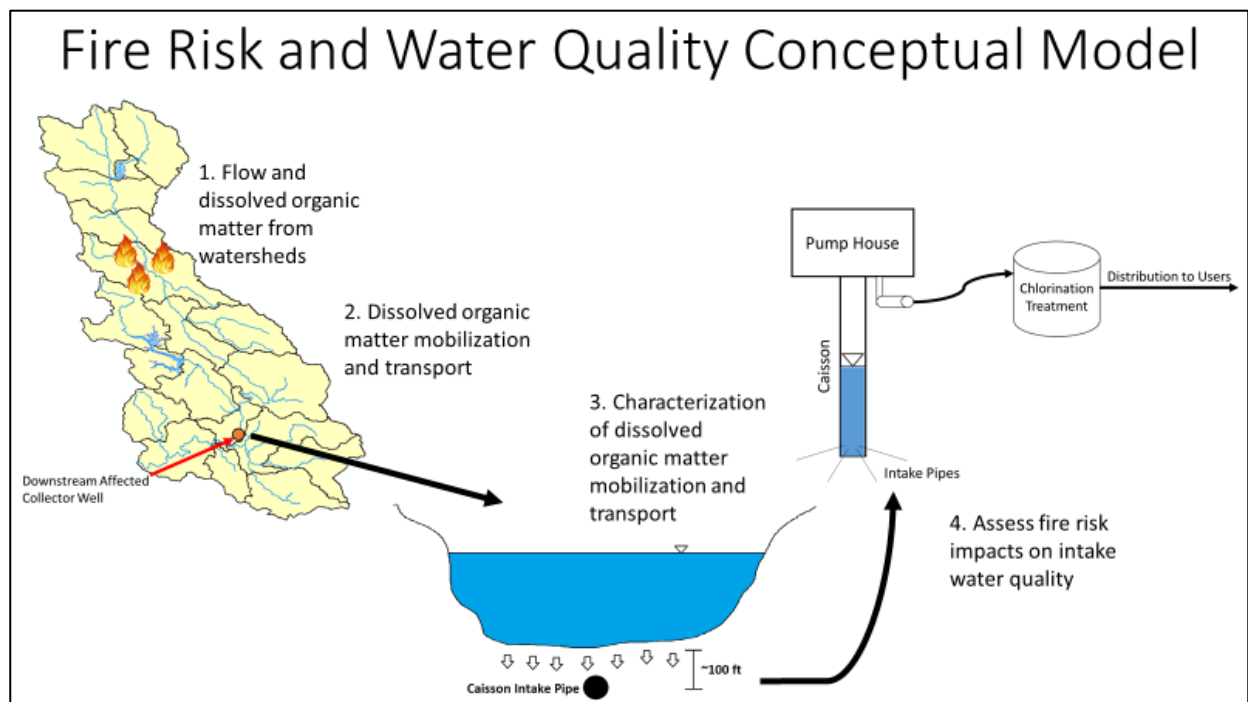 Fire Risk and Water Quality Conceptual Model
1. Flow and
dissolved organic
matter from
watersheds
2. Dissolved organic
matter mobilization
and transport
Downstream Affected
Collector Well
3. Characterization
of dissolved
organic matter
mobilization and
transport
~100 ft
Caisson Intake Pipe
Pump House
Caisson
Intake Pipes
Chlorination
Treatment
Distribution to Users
4. Assess fire risk
impacts on intake
water quality